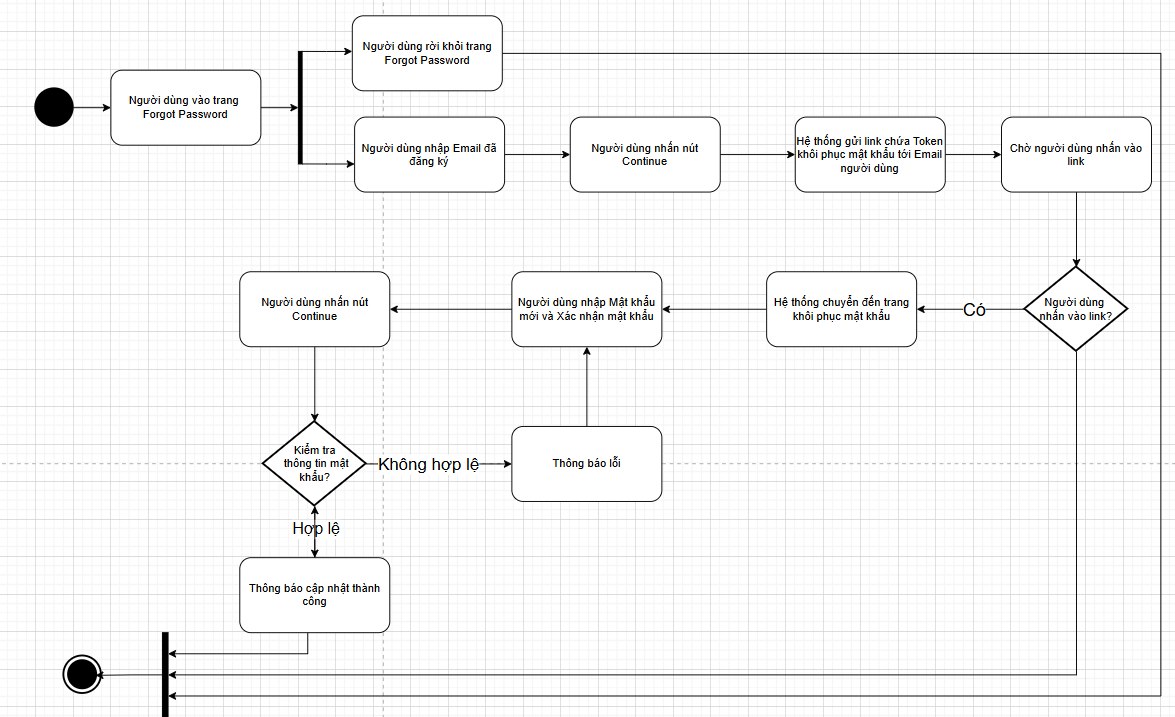 Người dùng rời khỏi trang
Forgot Password
Người dùng vào trang
Forgot Password
Người dùng nhập Email đã
đăng ký
Người dùng nhấn nút
Continue
Hệ thống gửi link chứa Token
khôi phục mật khẩu tới Email
người dùng
Chờ người dùng nhấn vào
link
Người dùng nhấn nút
Continue
Người dùng nhập Mật khẩu
mới và Xác nhận mật khẩu
Hệ thống chuyển đến trang
khôi phục mật khẩu
Có
Người dùng
nhấn vào link?
Kiểm tra
thông tin mật
khẩu?
Không hợp lệ
Thông báo lỗi
Hợp lệ
Thông báo cập nhật thành
công